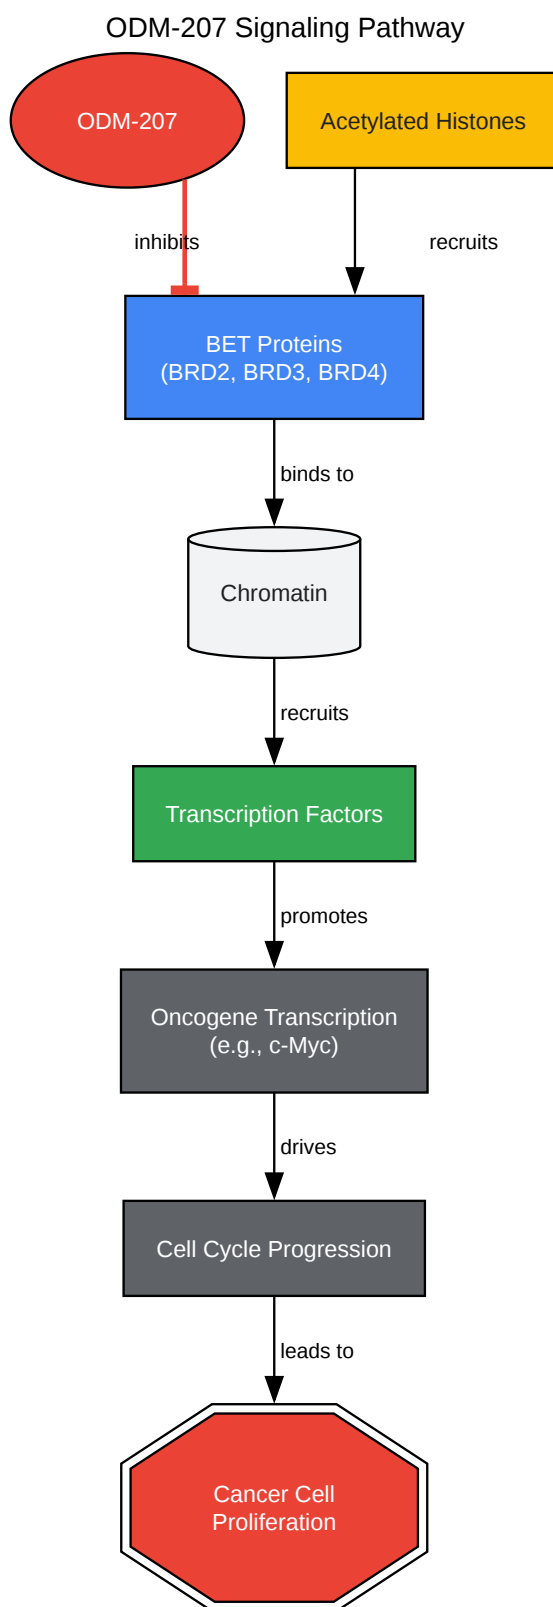 ODM-207 Signaling Pathway
ODM-207
Acetylated Histones
inhibits
recruits
BET Proteins
(BRD2, BRD3, BRD4)
binds to
Chromatin
recruits
Transcription Factors
promotes
Oncogene Transcription
(e.g., c-Myc)
drives
Cell Cycle Progression
leads to
Cancer Cell
Proliferation